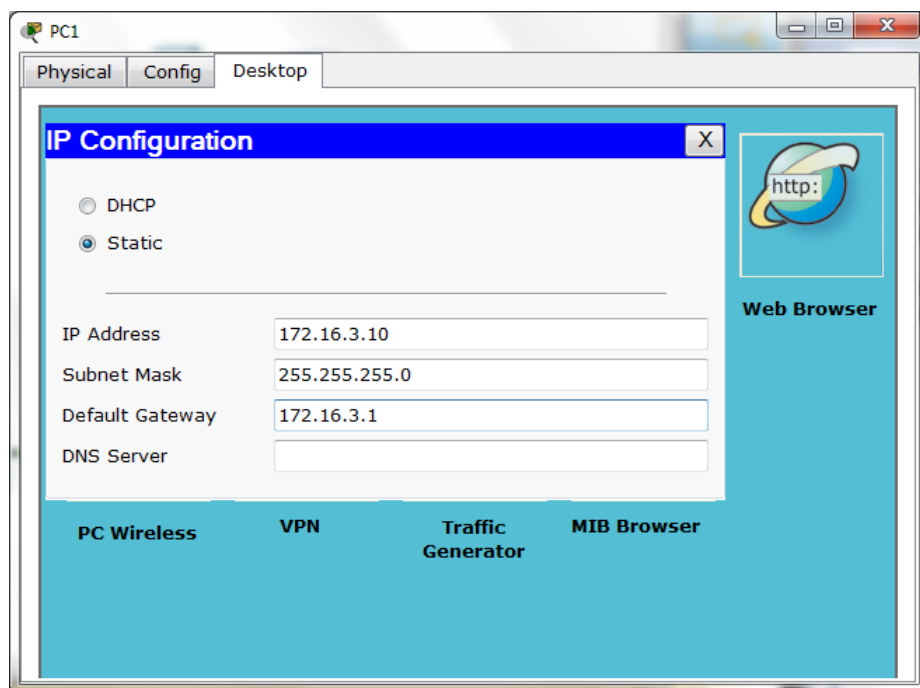 PC1
X
Physical Config Desktop
IP Configuration X
http:
DHCP
Static
Web Browser
IP Address 172.16.3.10
Subnet Mask 255.255.255.0
Default Gateway 172.16.3.1
DNS Server
PC Wireless VPN Traffic Generator MIB Browser